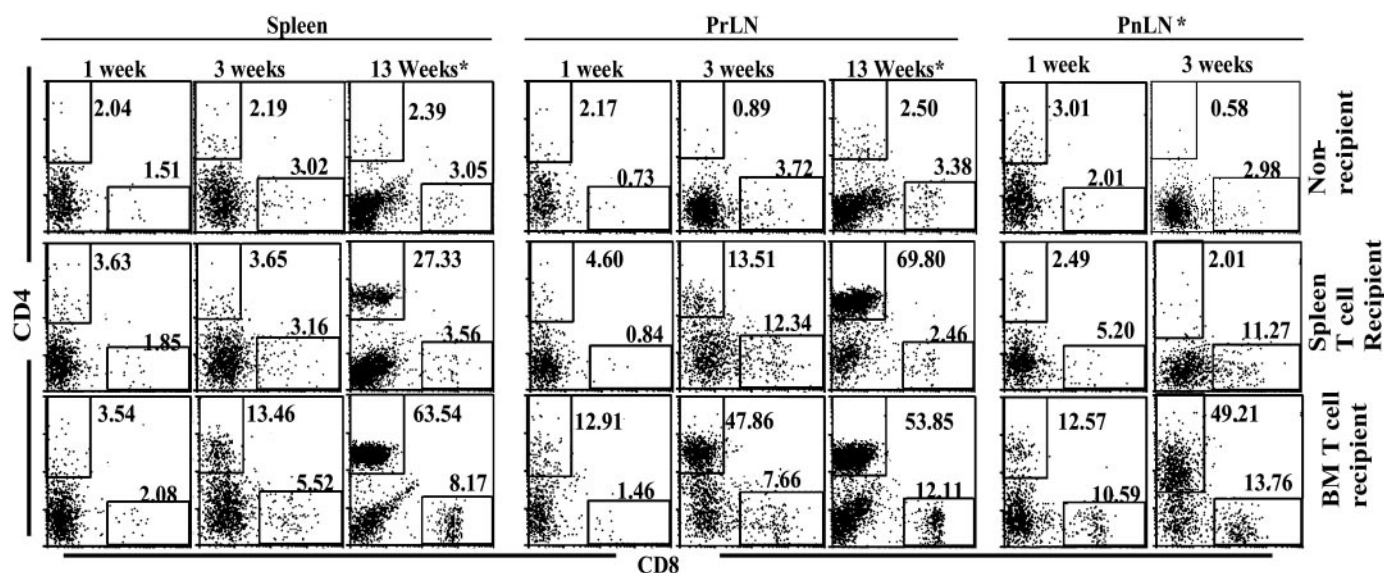 Spleen PrLN PnLN *
1 week 3 weeks 13 Weeks* 1 week 3 weeks 13 Weeks* 1 week 3 weeks
2.04 2.19 2.39 2.17 0.89 2.50 3.01 0.58
1.51 3.02 3.05 0.73 3.72 3.38 2.01 2.98
Non-
recipient
3.63 3.65 27.33 4.60 13.51 69.80 2.49 2.01
1.85 3.16 3.56 0.84 12.34 2.46 5.20 11.27
Spleen
T cell
Recipient
3.54 13.46 63.54 12.91 47.86 53.85 12.57 49.21
2.08 5.52 8.17 1.46 7.66 12.11 10.59 13.76
BM T cell
recipient
CD4
CD8